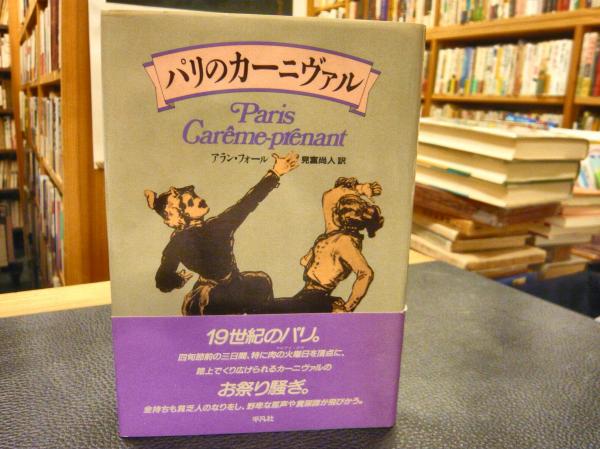 パリのカーニヴァル
Paris
Carême-prenant
アラン・フォール
見富尚人 訳
19世紀のパリ。
四旬節前の三日間、特に肉の火曜日を頂点に、
路上でくり広げられるカーニヴァルの
お祭り騒ぎ。
金持ちも貧乏人のなりをし、野卑な罵声や糞尿譚が飛びかう。
平凡社